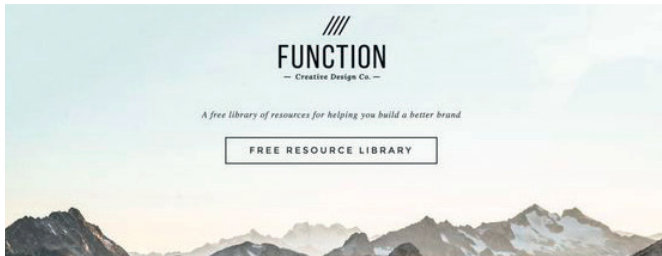 FUNCTION
— Creative Design Co. —
A free library of resources for helping you build a better brand
FREE RESOURCE LIBRARY